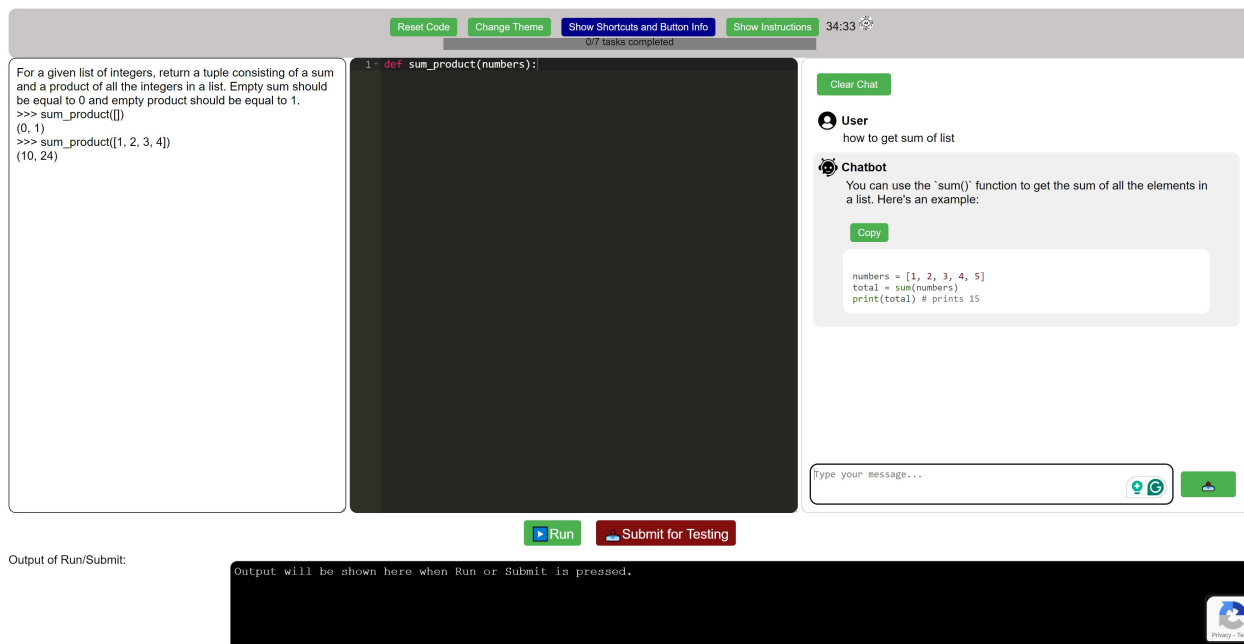 Reset Code Change Theme Show Shortcuts and Button Info Show Instructions 34:33
0/7 tasks completed
For a given list of integers, return a tuple consisting of a sum
and a product of all the integers in a list. Empty sum should
be equal to 0 and empty product should be equal to 1.
>>> sum_product([])
(0, 1)
>>> sum_product([1, 2, 3, 4])
(10, 24)
1 def sum_product(numbers):
Clear Chat
User
how to get sum of list
Chatbot
You can use the `sum()` function to get the sum of all the elements in
a list. Here's an example:
Copy
numbers = [1, 2, 3, 4, 5]
total = sum(numbers)
print(total) # prints 15
Type your message...
Run Submit for Testing
Output of Run/Submit:
Output will be shown here when Run or Submit is pressed.
Privacy